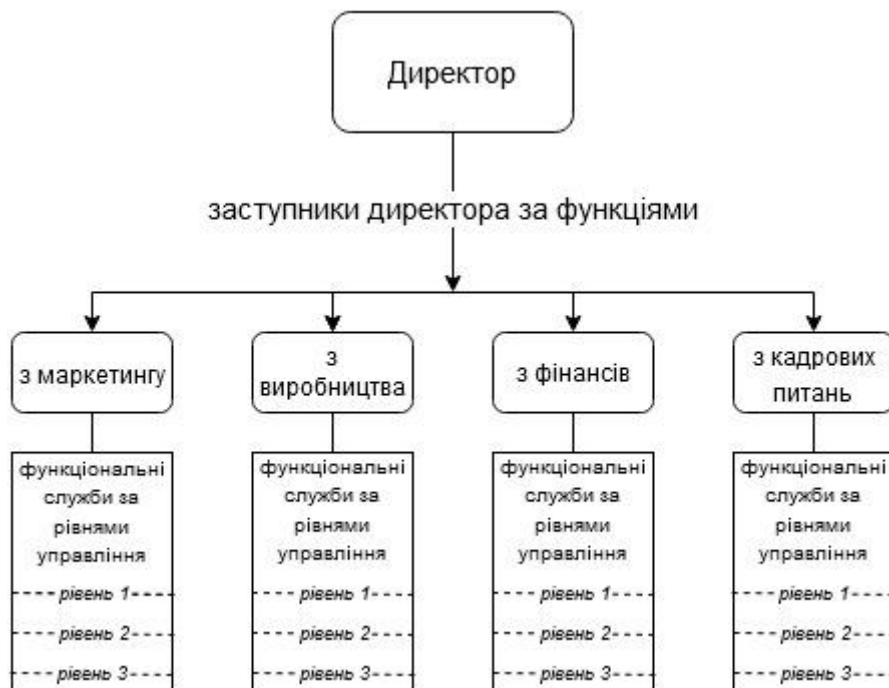 Директор
заступники директора за функціями
з маркетингу
з
виробництва
з фінансів
з кадрових
питань
функціональні
служби за
рівнями
управління
рівень 1
рівень 2
рівень 3
функціональні
служби за
рівнями
управління
рівень 1
рівень 2
рівень 3
функціональні
служби за
рівнями
управління
рівень 1
рівень 2
рівень 3
функціональні
служби за
рівнями
управління
рівень 1
рівень 2
рівень 3